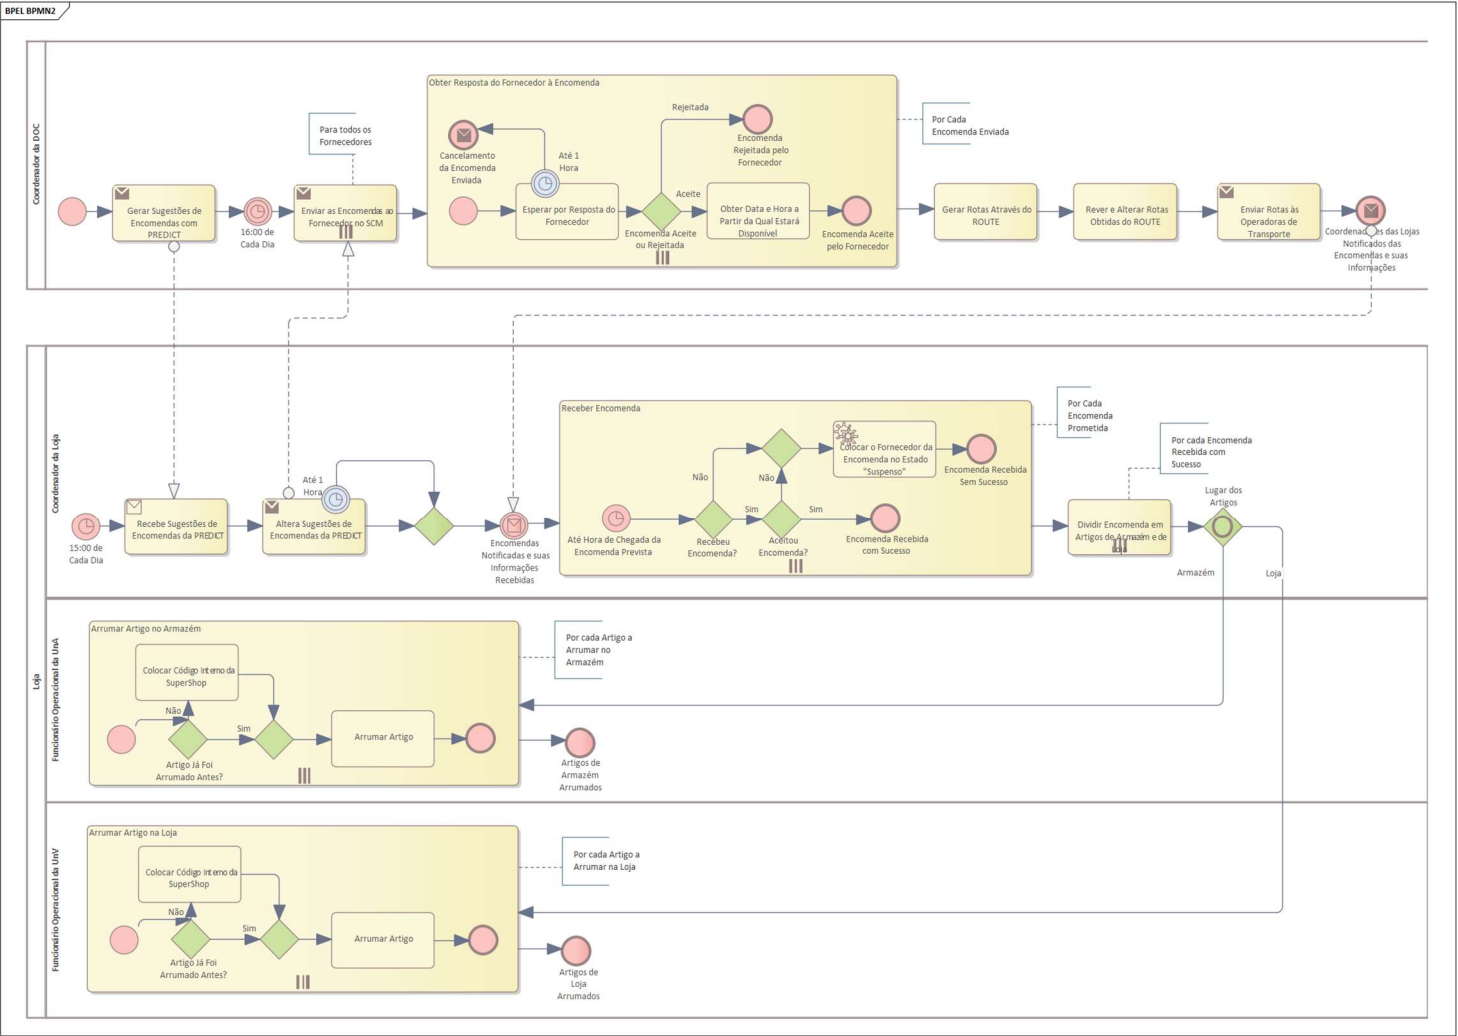 BPEL BPMN2
Coordenador da DOC
Gerar Sugestões de
Encomendas com
PREDICT
16:00 de
Cada Dia
Para todos os
Fornecedores
Enviar as Encomendas ao
Fornecedor no SCM
Obter Resposta do Fornecedor à Encomenda
Cancelamento
da Encomenda
Enviada
Até 1
Hora
Esperar por Resposta do
Fornecedor
Rejeitada
Encomenda
Rejeitada pelo
Fornecedor
Aceite
Encomenda Aceite
ou Rejeitada
Obter Data e Hora a
Partir da Qual Estará
Disponível
Encomenda Aceite
pelo Fornecedor
Por Cada
Encomenda Enviada
Gerar Rotas Através do
ROUTE
Rever e Alterar Rotas
Obtidas do ROUTE
Enviar Rotas às
Operadoras de
Transporte
Coordenadores das Lojas
Notificados das
Encomendas e suas
Informações
Loja
Coordenador da Loja
15:00 de
Cada Dia
Recebe Sugestões de
Encomendas da PREDICT
Até 1
Hora
Altera Sugestões de
Encomendas da PREDICT
Encomendas
Notificadas e suas
Informações
Recebidas
Receber Encomenda
Até Hora de Chegada da
Encomenda Prevista
Não
Recebeu
Encomenda?
Sim
Não
Aceitou
Encomenda?
Sim
Colocar o Fornecedor da
Encomenda no Estado
"Suspenso"
Encomenda Recebida
Sem Sucesso
Encomenda Recebida
com Sucesso
Por Cada
Encomenda
Prometida
Por cada Encomenda
Recebida com
Sucesso
Dividir Encomenda em
Artigos de Armazém e de
Lugar dos
Artigos
Armazém
Loja
Funcionário Operacional da UnA
Arrumar Artigo no Armazém
Colocar Código Interno da
SuperShop
Não
Sim
Artigo Já Foi
Arrumado Antes?
Arrumar Artigo
Por cada Artigo a
Arrumar no
Armazém
Artigos de
Armazém
Arrumados
Funcionário Operacional da UnV
Arrumar Artigo na Loja
Colocar Código Interno da
SuperShop
Não
Sim
Artigo Já Foi
Arrumado Antes?
Arrumar Artigo
Por cada Artigo a
Arrumar na Loja
Artigos de
Loja
Arrumados